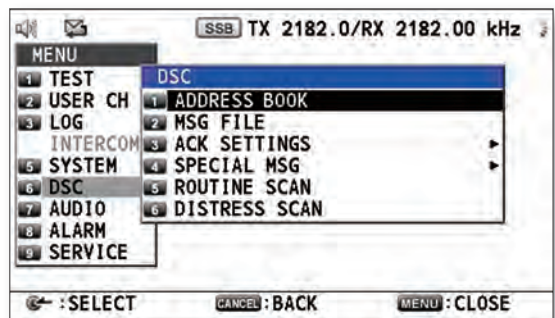 SSB TX 2182.0/RX 2182.00 kHz
MENU
1 TEST
2 USER CH
3 LOG
INTERCOM
5 SYSTEM
6 DSC
7 AUDIO
8 ALARM
9 SERVICE
DSC
1 ADDRESS BOOK
2 MSG FILE
3 ACK SETTINGS
4 SPECIAL MSG
5 ROUTINE SCAN
6 DISTRESS SCAN
:SELECT CANCEL:BACK MENU:CLOSE